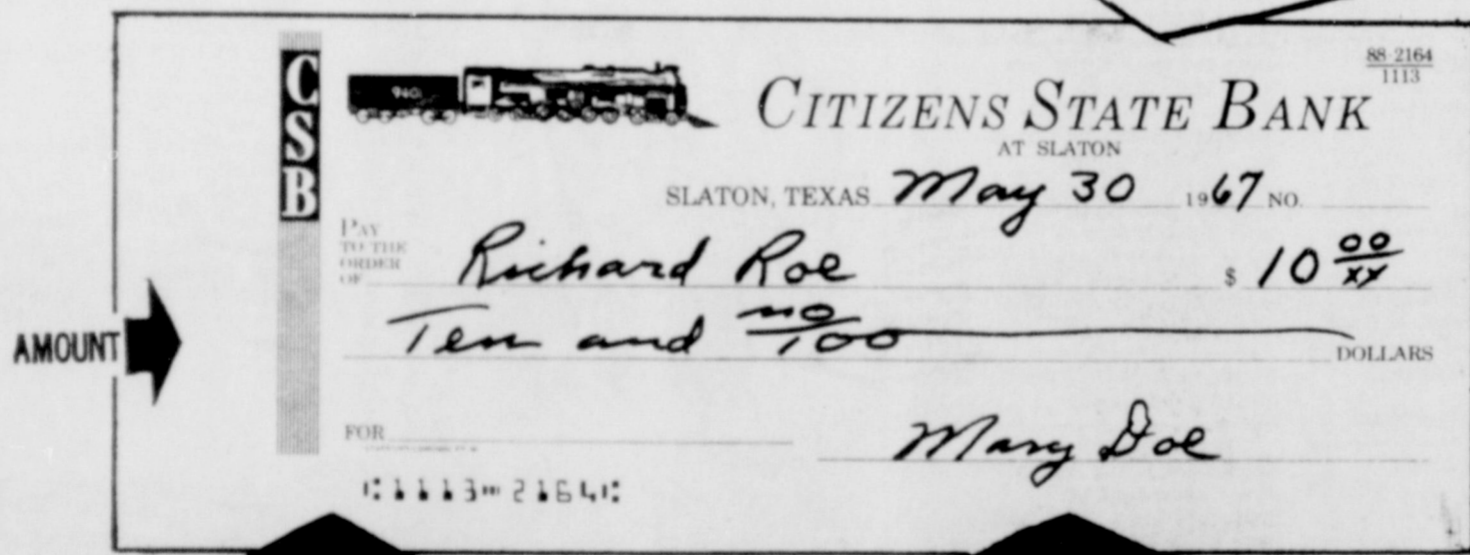 88-2164
1113
CSB
940
CITIZENS STATE BANK
AT SLATON
SLATON, TEXAS May 30 1967 NO.
PAY TO THE ORDER OF Richard Roe $ 10 00/xx
AMOUNT
Ten and no/100 DOLLARS
FOR Mary Doe
⑆1113⑉2164⑆